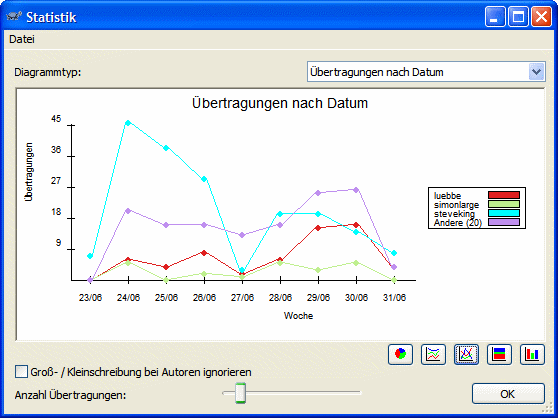 Statistik
Datei
Diagrammtyp:
Übertragungen nach Datum
Übertragungen nach Datum
Übertragungen
45
36
27
18
9
23/06 24/06 25/06 26/06 27/06 28/06 29/06 30/06 31/06
Woche
luebbe
simonlarge
steveking
Andere (20)
Groß- / Kleinschreibung bei Autoren ignorieren
Anzahl Übertragungen:
OK